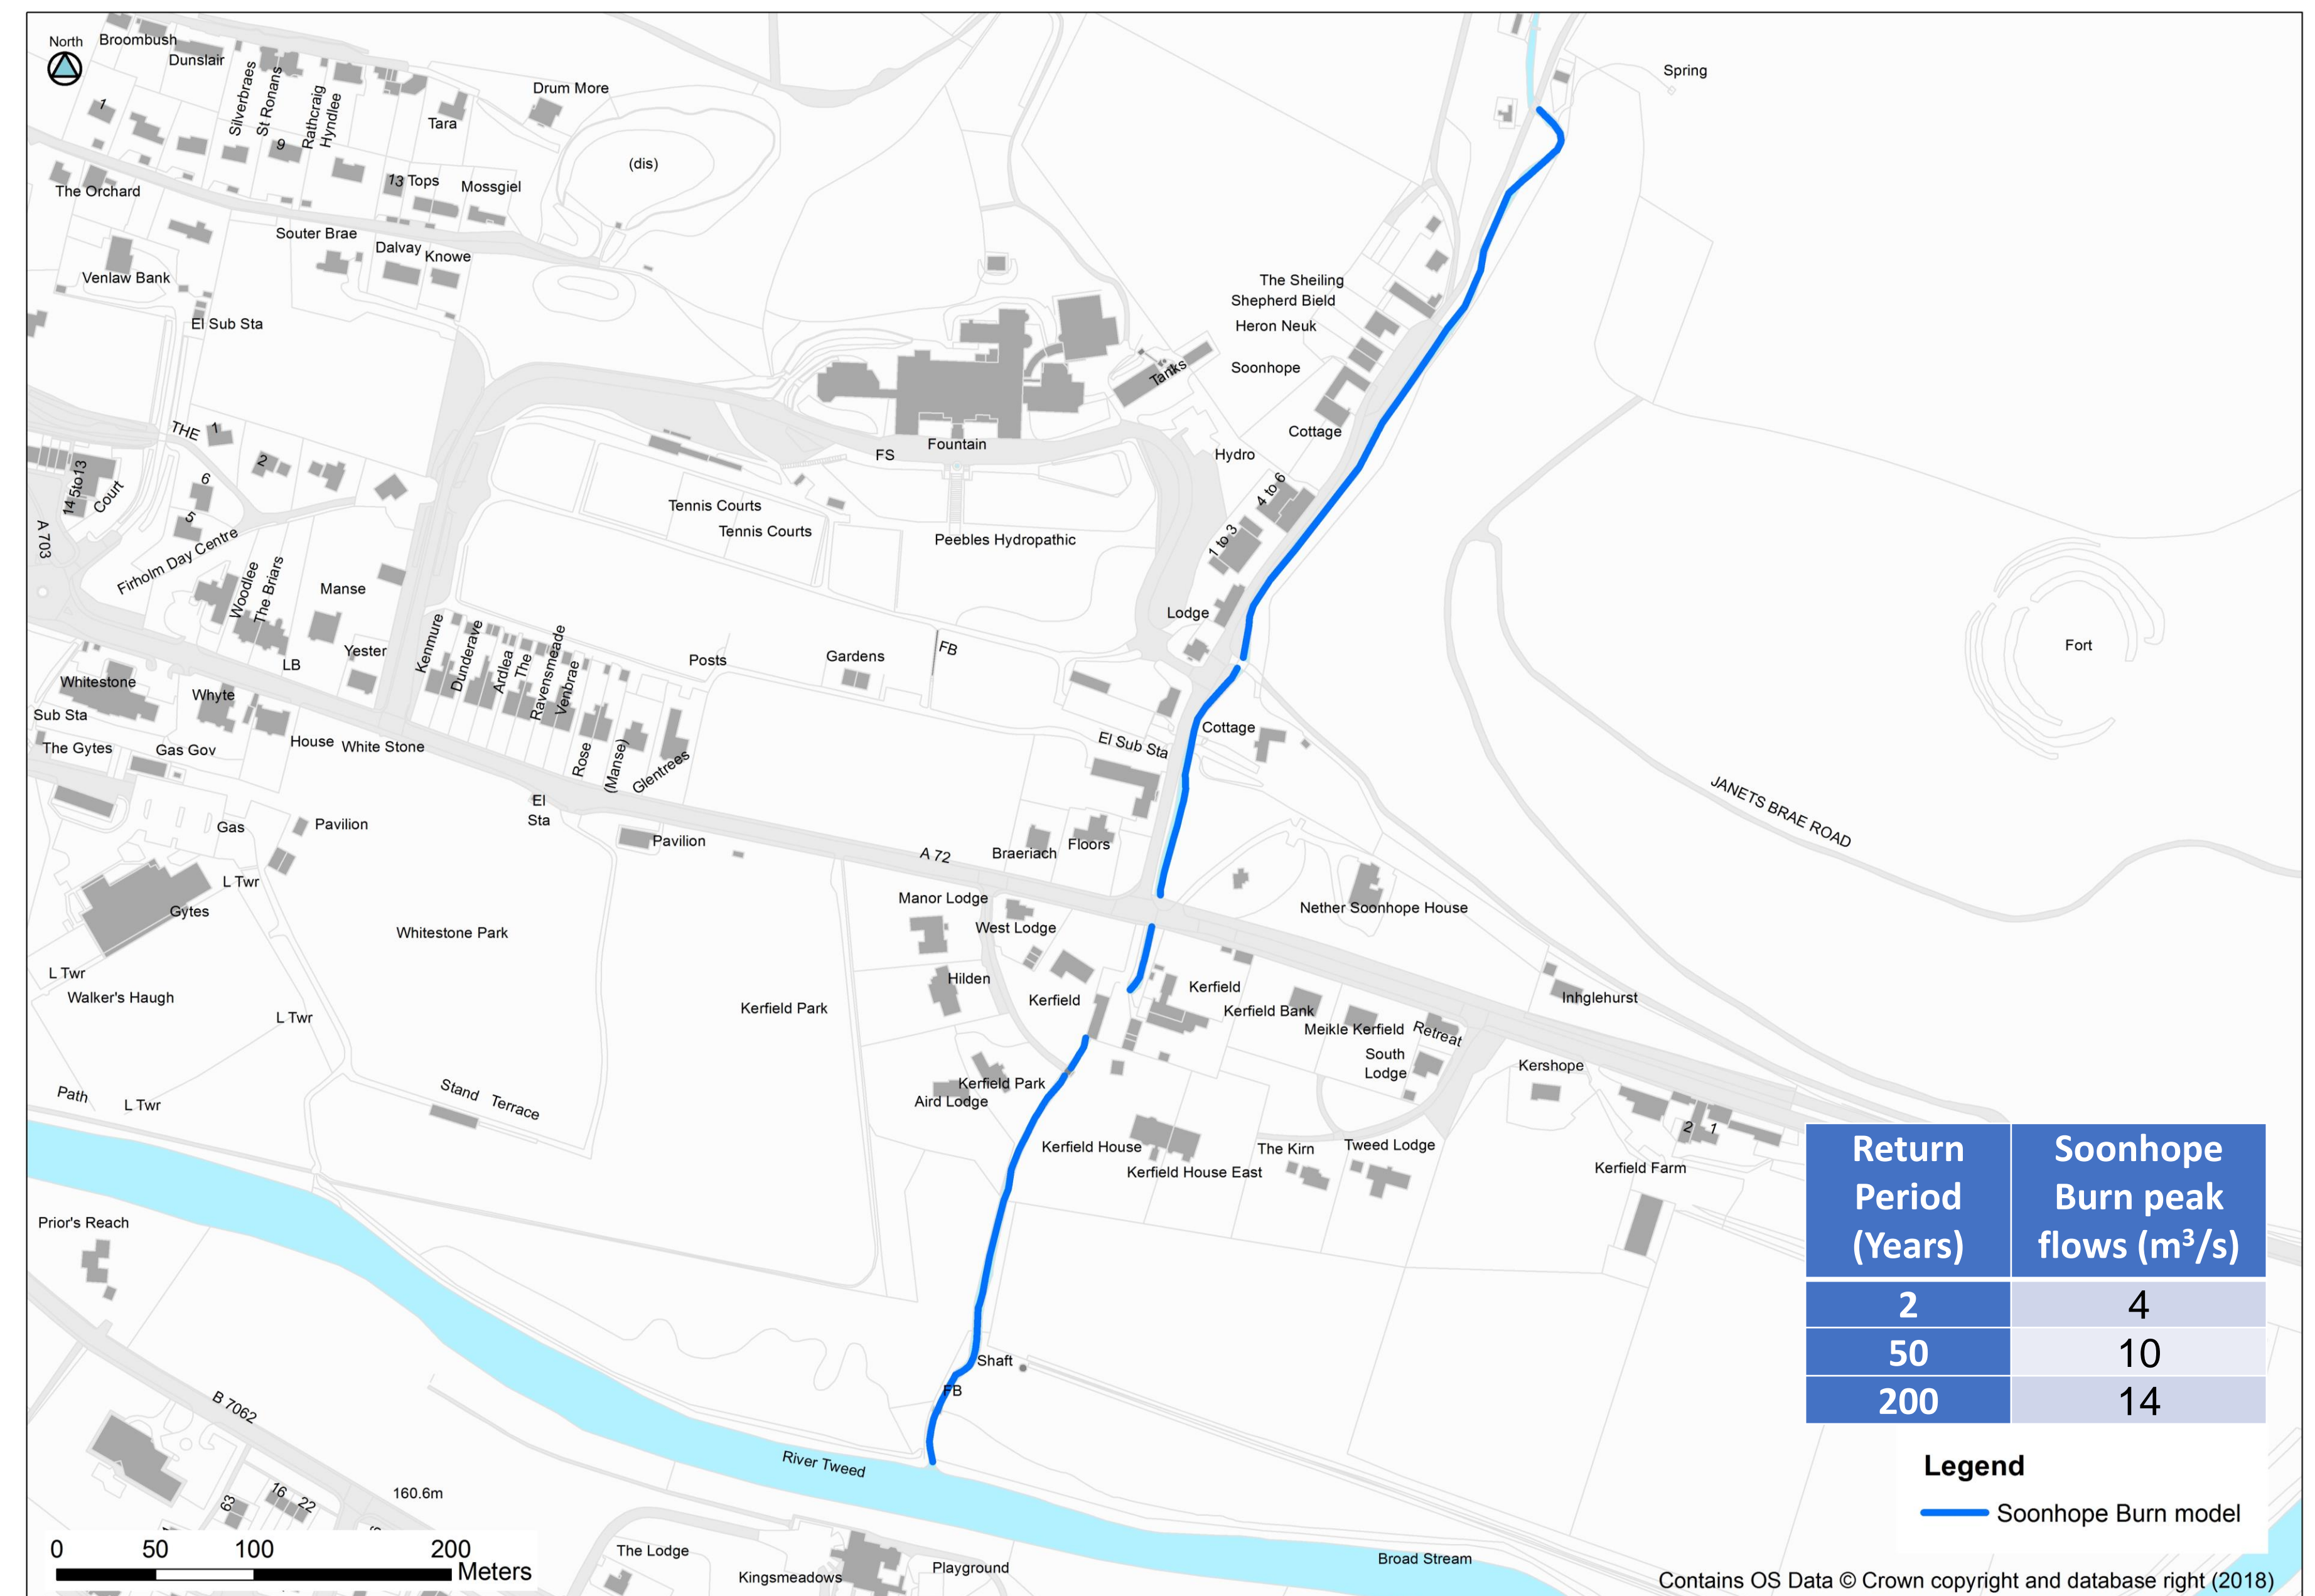 North
Broombush
Dunslair
Silverbraes
St Ronans
Rathcraig
Hyndlee
1
9
Tara
Drum More
(dis)
Spring
The Orchard
13 Tops
Mossgiel
Souter Brae
Dalvay
Knowe
Venlaw Bank
El Sub Sta
The Sheiling
Shepherd Bield
Heron Neuk
Soonhope
Tanks
Cottage
THE
1
2
6
5
14 5to13
Court
A 703
FS
Fountain
Hydro
4 to 6
1 to 3
Tennis Courts
Tennis Courts
Peebles Hydropathic
Firholm Day Centre
Woodlee
The Briars
Manse
Lodge
Fort
Kenmure
Dunderave
Ardlea
The
Ravensmeade
Venbrae
Yester
LB
Posts
Gardens
FB
Whitestone
Whyte
Sub Sta
The Gytes
Gas Gov
House
White Stone
Rose
(Manse)
Glentrees
Cottage
El Sub Sta
JANETS BRAE ROAD
El
Sta
Gas
Pavilion
Pavilion
A 72
Braeriach
Floors
L Twr
Gytes
Manor Lodge
West Lodge
Nether Soonhope House
Whitestone Park
L Twr
Walker's Haugh
L Twr
Hilden
Kerfield
Kerfield
Kerfield Park
Kerfield Bank
Meikle Kerfield
Retreat
Inhglehurst
South
Lodge
Kershope
Path
L Twr
Stand Terrace
Kerfield Park
Aird Lodge
Kerfield House
Kerfield House East
The Kirn
Tweed Lodge
2
1
Kerfield Farm
Prior's Reach
Return Period (Years)
Soonhope Burn peak flows (m³/s)
2 4
50 10
200 14
Shaft
FB
B 7062
River Tweed
160.6m
63
16
22
Legend
Soonhope Burn model
0 50 100 200
Meters
The Lodge
Kingsmeadows
Playground
Broad Stream
Contains OS Data © Crown copyright and database right (2018)